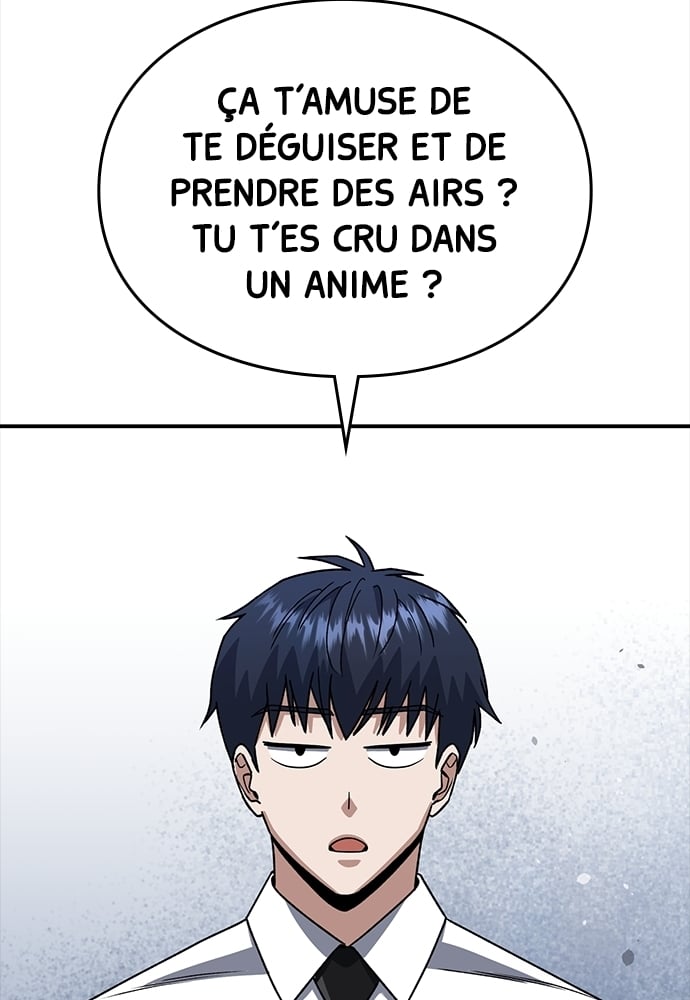 ÇA T'AMUSE DE
TE DÉGUISER ET DE
PRENDRE DES AIRS ?
TU T'ES CRU DANS
UN ANIME ?